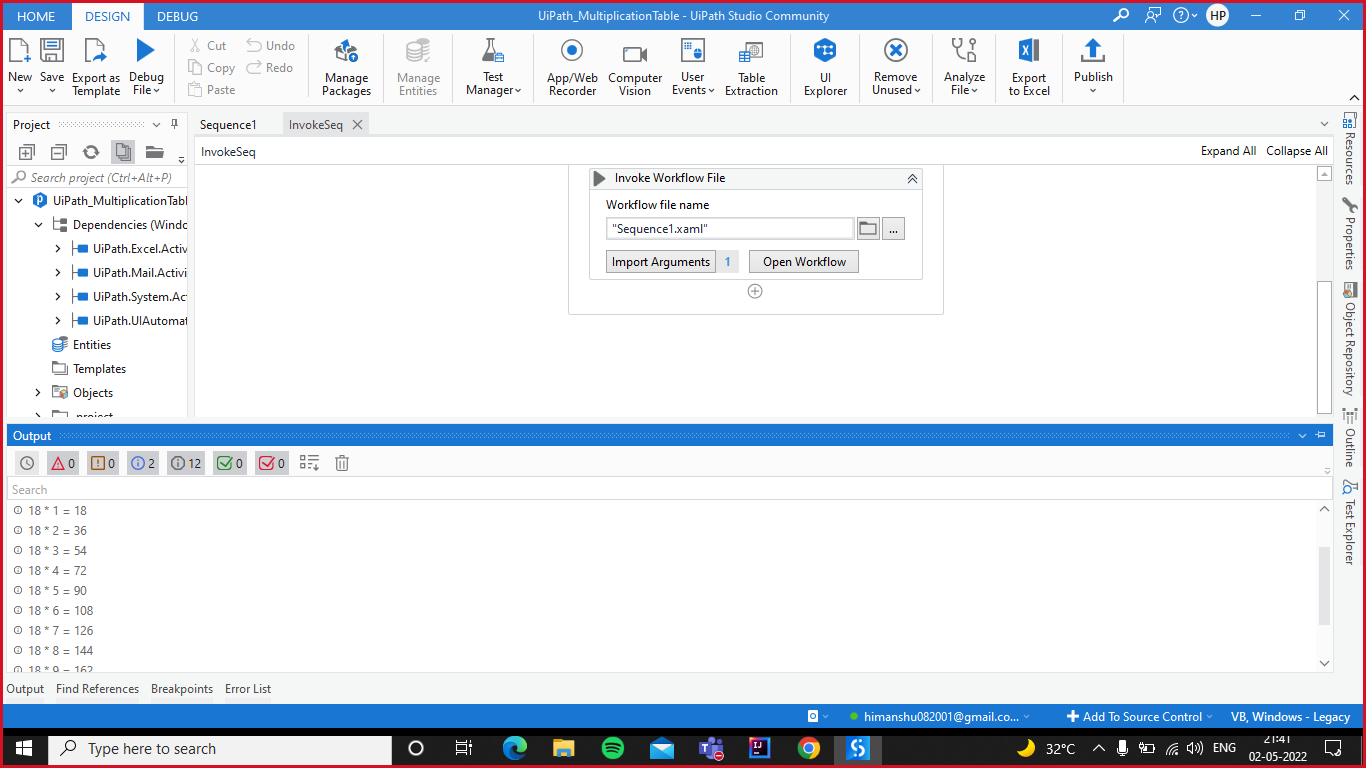 HOME DESIGN DEBUG UiPath_MultiplicationTable - UiPath Studio Community HP
New Save Export as Template Debug File Cut Copy Paste Undo Redo Manage Packages Manage Entities Test Manager App/Web Recorder Computer Vision User Events Table Extraction UI Explorer Remove Unused Analyze File Export to Excel Publish
Project
Sequence1 InvokeSeq
InvokeSeq Expand All Collapse All
Search project (Ctrl+Alt+P)
UiPath_MultiplicationTabl
Dependencies (Windo
UiPath.Excel.Activ
UiPath.Mail.Activi
UiPath.System.Act
UiPath.UIAutomat
Entities
Templates
Objects
.project
Invoke Workflow File
Workflow file name
"Sequence1.xaml" ...
Import Arguments 1 Open Workflow
Resources
Properties
Object Repository
Outline
Test Explorer
Output
0 0 2 12 0 0
Search
18 * 1 = 18
18 * 2 = 36
18 * 3 = 54
18 * 4 = 72
18 * 5 = 90
18 * 6 = 108
18 * 7 = 126
18 * 8 = 144
18 * 9 = 162
Output Find References Breakpoints Error List
himanshu082001@gmail.co... Add To Source Control VB, Windows - Legacy
Type here to search 32°C ENG 21:41
02-05-2022